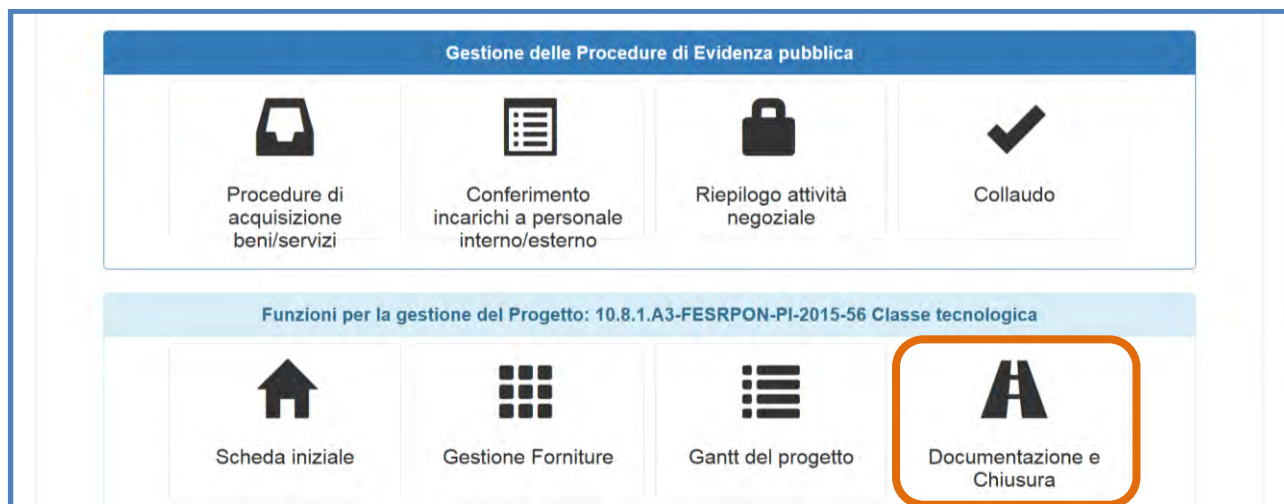 Gestione delle Procedure di Evidenza pubblica
Procedure di
acquisizione
beni/servizi
Conferimento
incarichi a personale
interno/esterno
Riepilogo attività
negoziale
Collaudo
Funzioni per la gestione del Progetto: 10.8.1.A3-FESRPON-PI-2015-56 Classe tecnologica
Scheda iniziale
Gestione Forniture
Gantt del progetto
Documentazione e
Chiusura